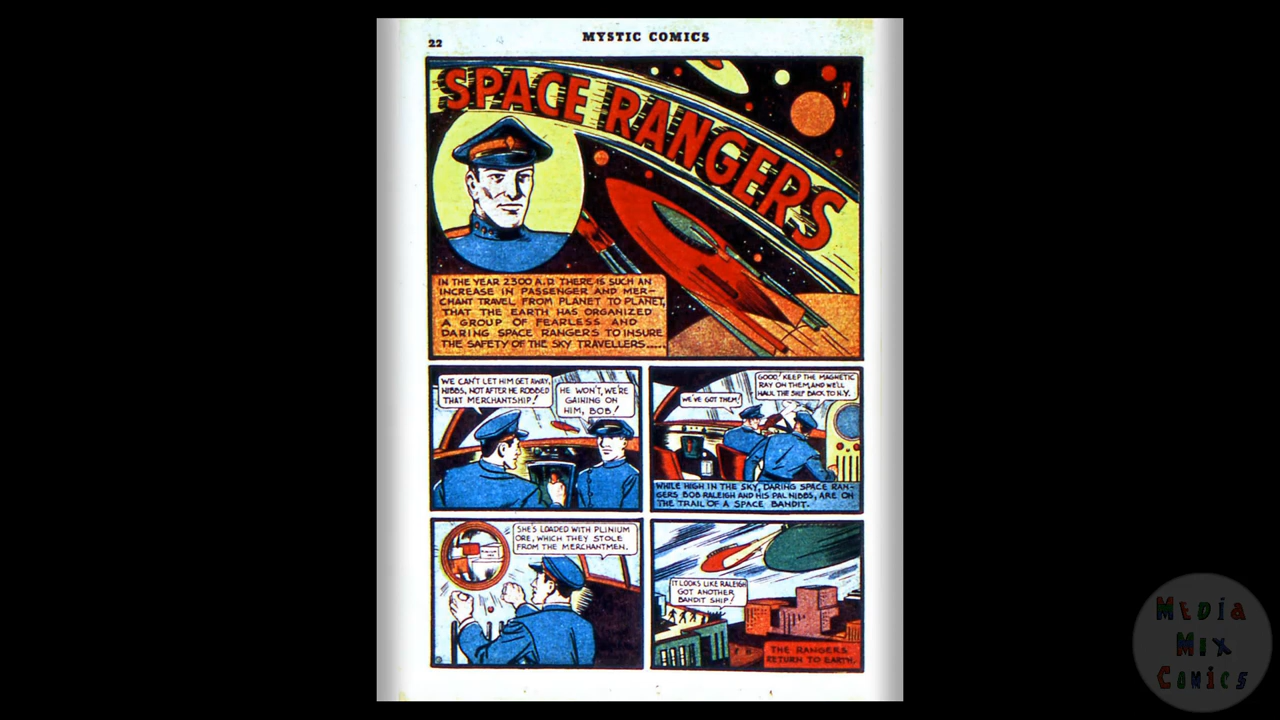 22
MYSTIC COMICS
SPACE RANGERS
IN THE YEAR 2300 A.D. THERE IS SUCH AN
INCREASE IN PASSENGER AND MER-
CHANT TRAVEL FROM PLANET TO PLANET,
THAT THE EARTH HAS ORGANIZED
A GROUP OF FEARLESS AND
DARING SPACE RANGERS TO INSURE
THE SAFETY OF THE SKY TRAVELLERS.....
WE CAN'T LET HIM GET AWAY,
NIBBS, NOT AFTER HE ROBBED
THAT MERCHANTSHIP!
HE WON'T, WE'RE
GAINING ON
HIM, BOB!
WE'VE GOT THEM!
GOOD! KEEP THE MAGNETIC
RAY ON THEM, AND WE'LL
HAUL THE SHIP BACK TO N.Y.
WHILE HIGH IN THE SKY, DARING SPACE RAN-
GERS BOB RALEIGH AND HIS PAL NIBBS, ARE ON
THE TRAIL OF A SPACE BANDIT.
SHE'S LOADED WITH PLINIUM
ORE, WHICH THEY STOLE
FROM THE MERCHANTMEN.
PLINIUM
IT LOOKS LIKE RALEIGH
GOT ANOTHER
BANDIT SHIP!
THE RANGERS
RETURN TO EARTH.
MEDiA
MiX
COMiCS